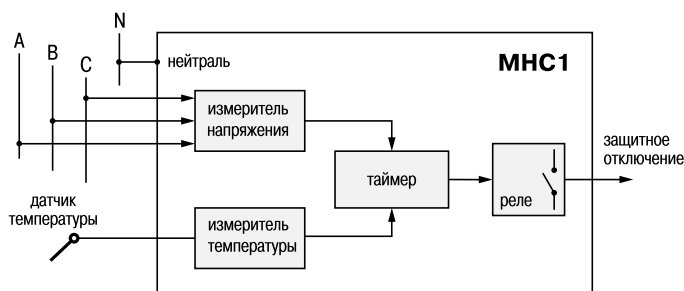 N
A
B
C
нейтраль
МНС1
измеритель
напряжения
защитное
отключение
таймер
реле
датчик
температуры
измеритель
температуры